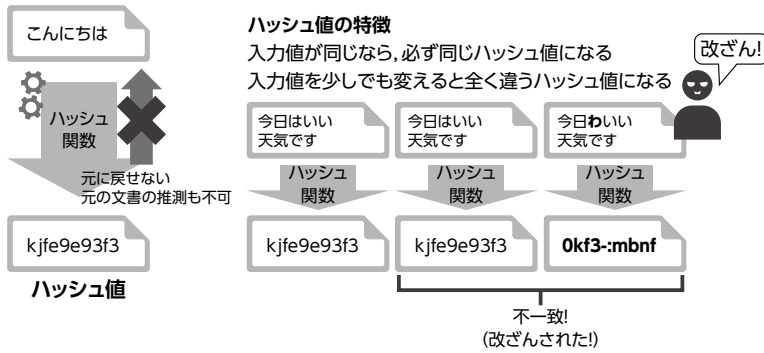 こんにちは
ハッシュ
関数
元に戻せない
元の文書の推測も不可
kjfe9e93f3
ハッシュ値
ハッシュ値の特徴
入力値が同じなら,必ず同じハッシュ値になる
入力値を少しでも変えると全く違うハッシュ値になる
改ざん!
今日はいい
天気です
今日はいい
天気です
今日わいい
天気です
ハッシュ
関数
ハッシュ
関数
ハッシュ
関数
kjfe9e93f3
kjfe9e93f3
0kf3-:mbnf
不一致!
(改ざんされた!)